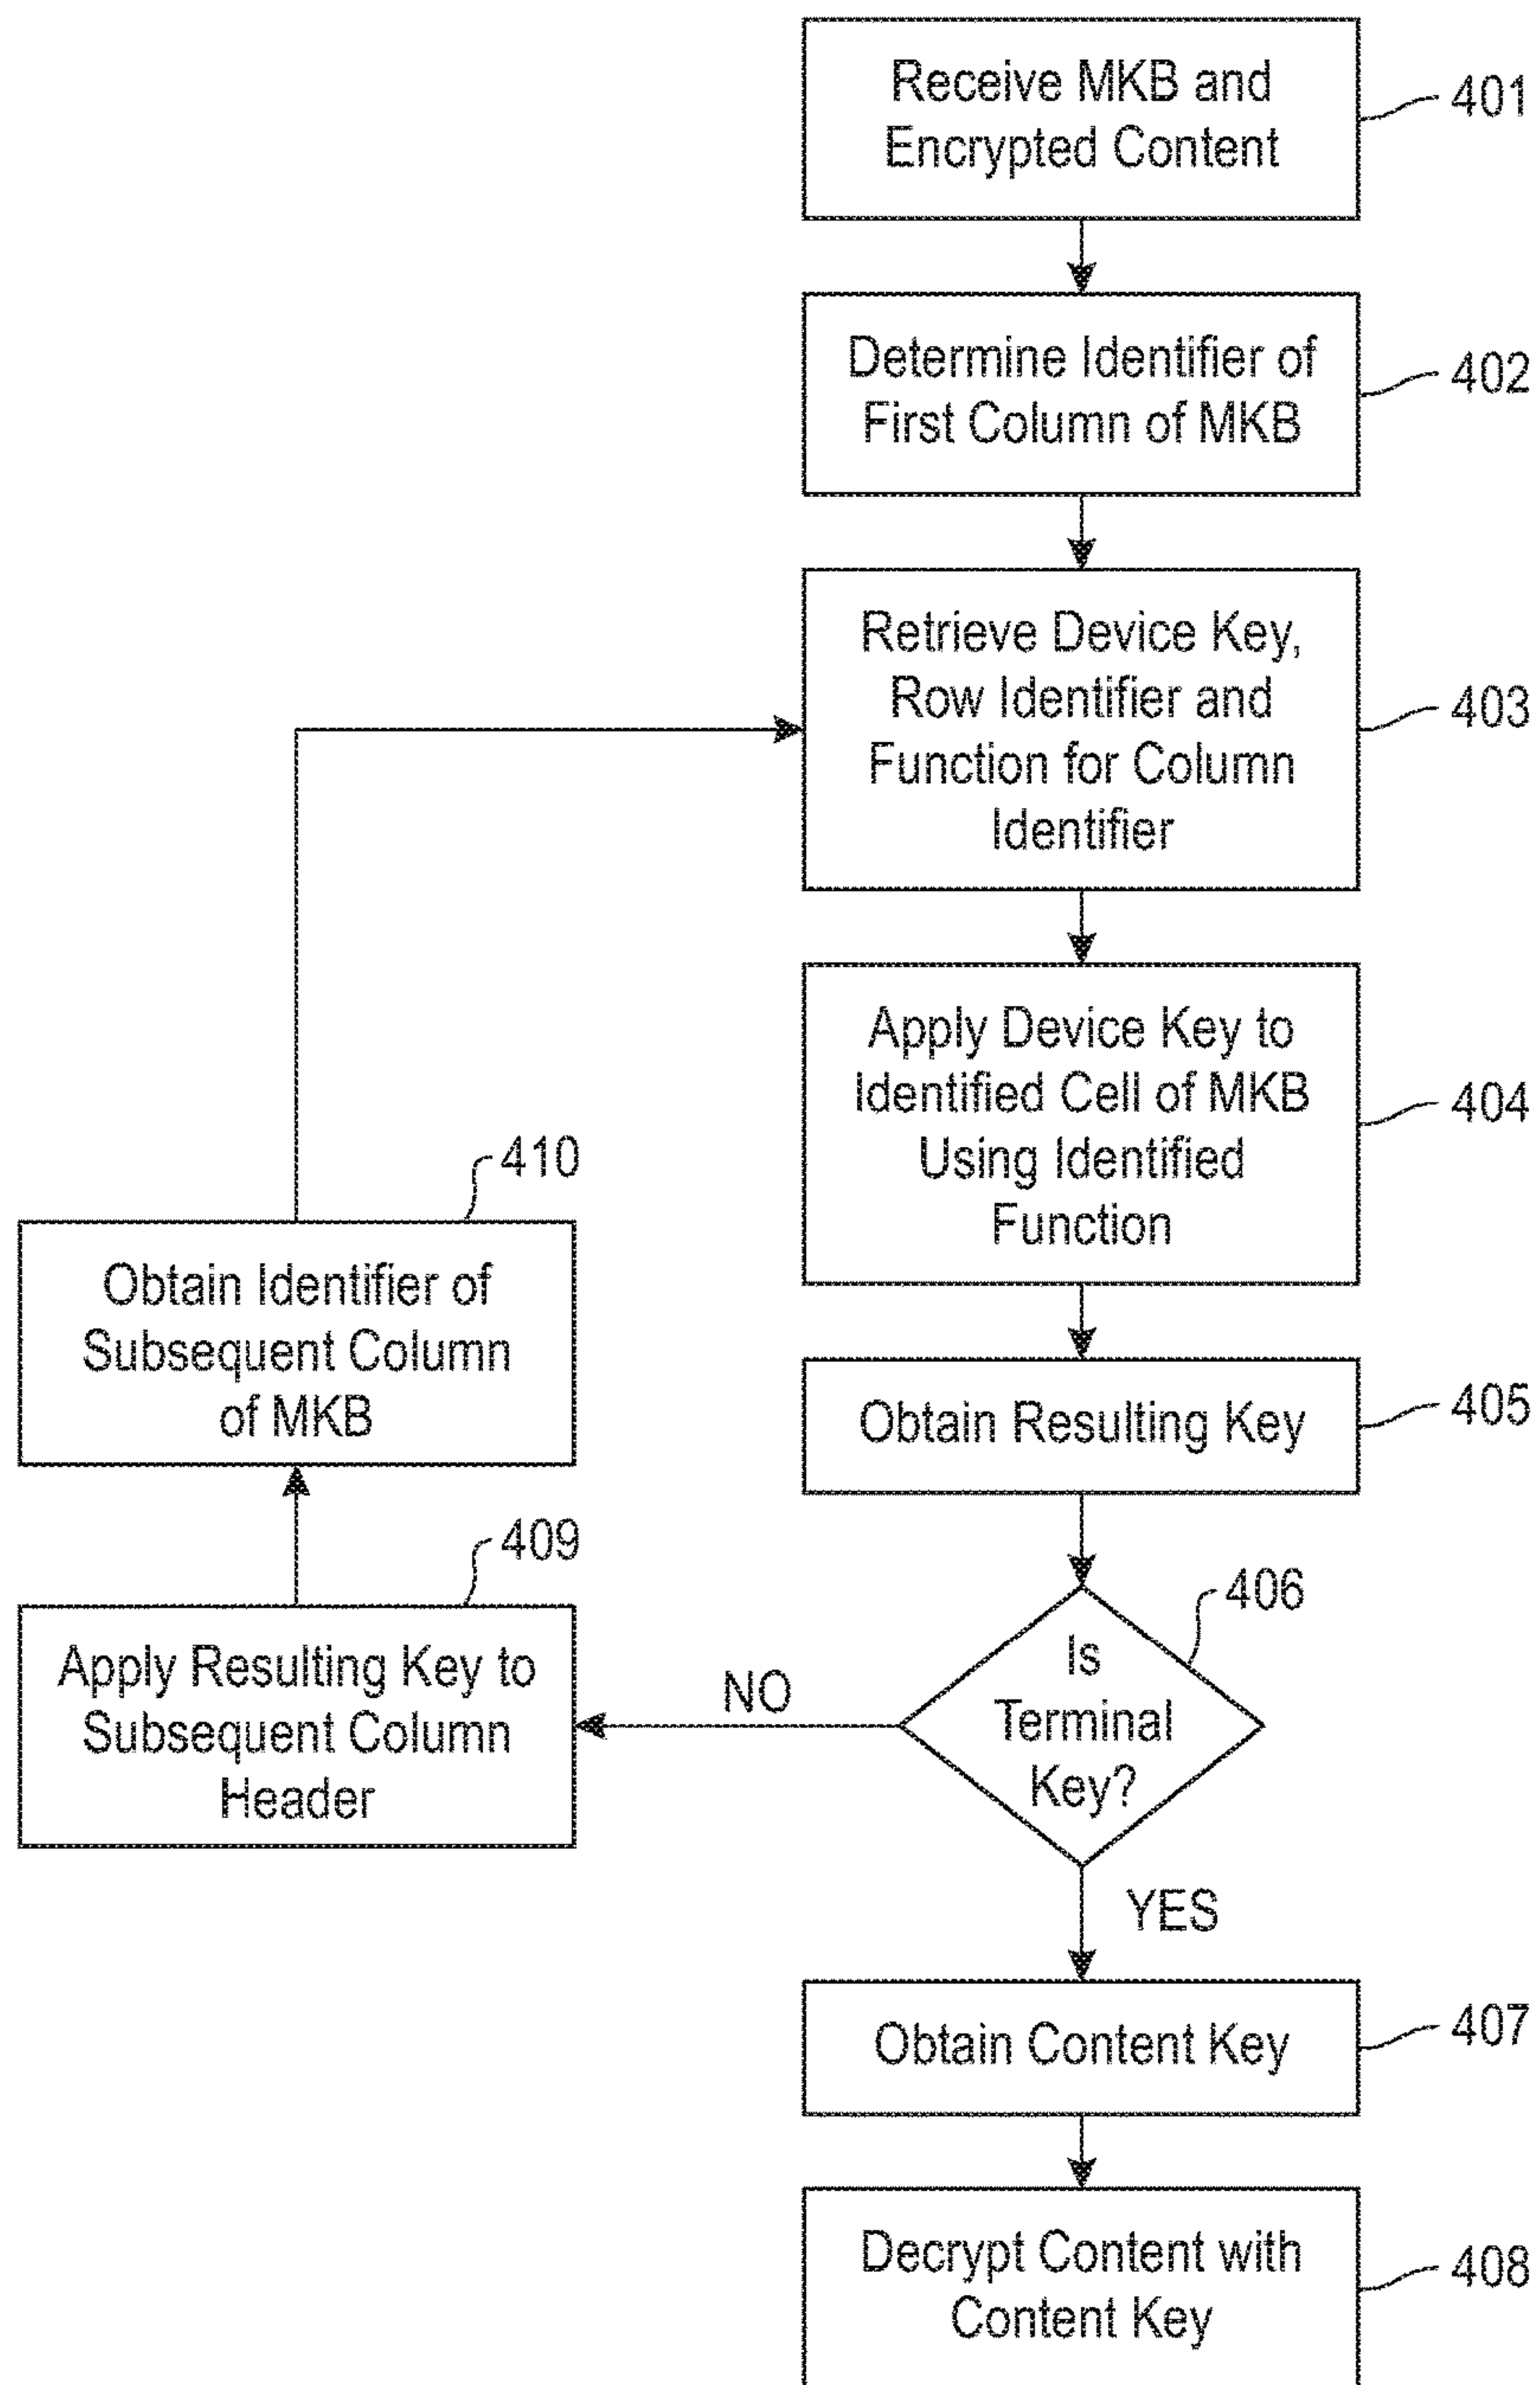 Receive MKB and
Encrypted Content
401
Determine Identifier of
First Column of MKB
402
Retrieve Device Key,
Row Identifier and
Function for Column
Identifier
403
Apply Device Key to
Identified Cell of MKB
Using Identified
Function
404
410
Obtain Identifier of
Subsequent Column
of MKB
Obtain Resulting Key
405
409
Apply Resulting Key to
Subsequent Column
Header
NO
406
Is
Terminal
Key?
YES
Obtain Content Key
407
Decrypt Content with
Content Key
408